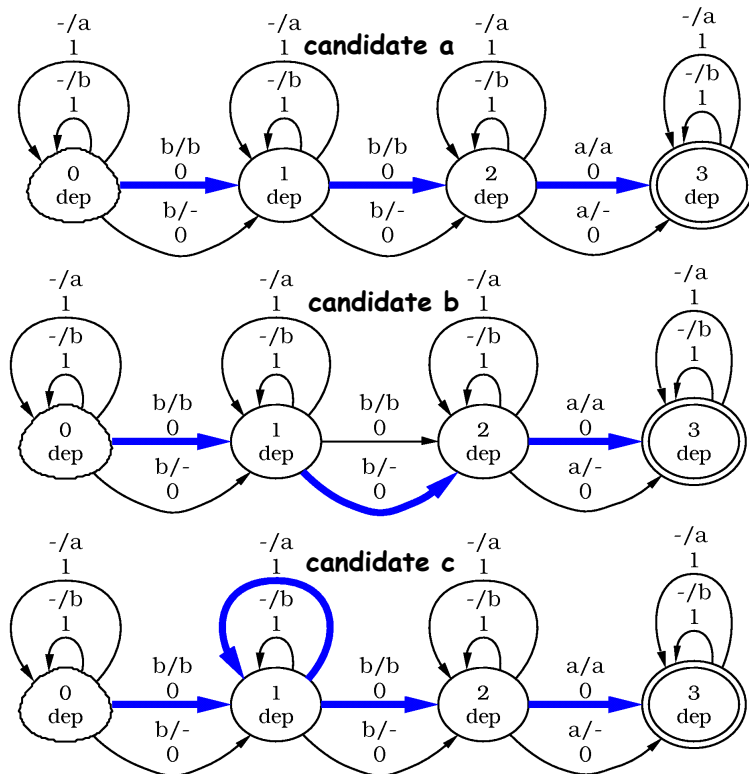 -/a -/a -/a -/a
1 candidate a 1 1 1
-/b -/b -/b -/b
1 1 1 1
b/b b/b a/a
0 1 2 3
0 0 0
dep dep dep dep
b/- b/- a/-
0 0 0
-/a -/a -/a -/a
1 1 candidate b 1 1
-/b -/b -/b -/b
1 1 1 1
b/b b/b a/a
0 1 2 3
0 0 0
dep dep dep dep
b/- b/- a/-
0 0 0
-/a -/a -/a -/a
1 1 candidate c 1 1
-/b -/b -/b -/b
1 1 1 1
b/b b/b a/a
0 1 2 3
0 0 0
dep dep dep dep
b/- b/- a/-
0 0 0